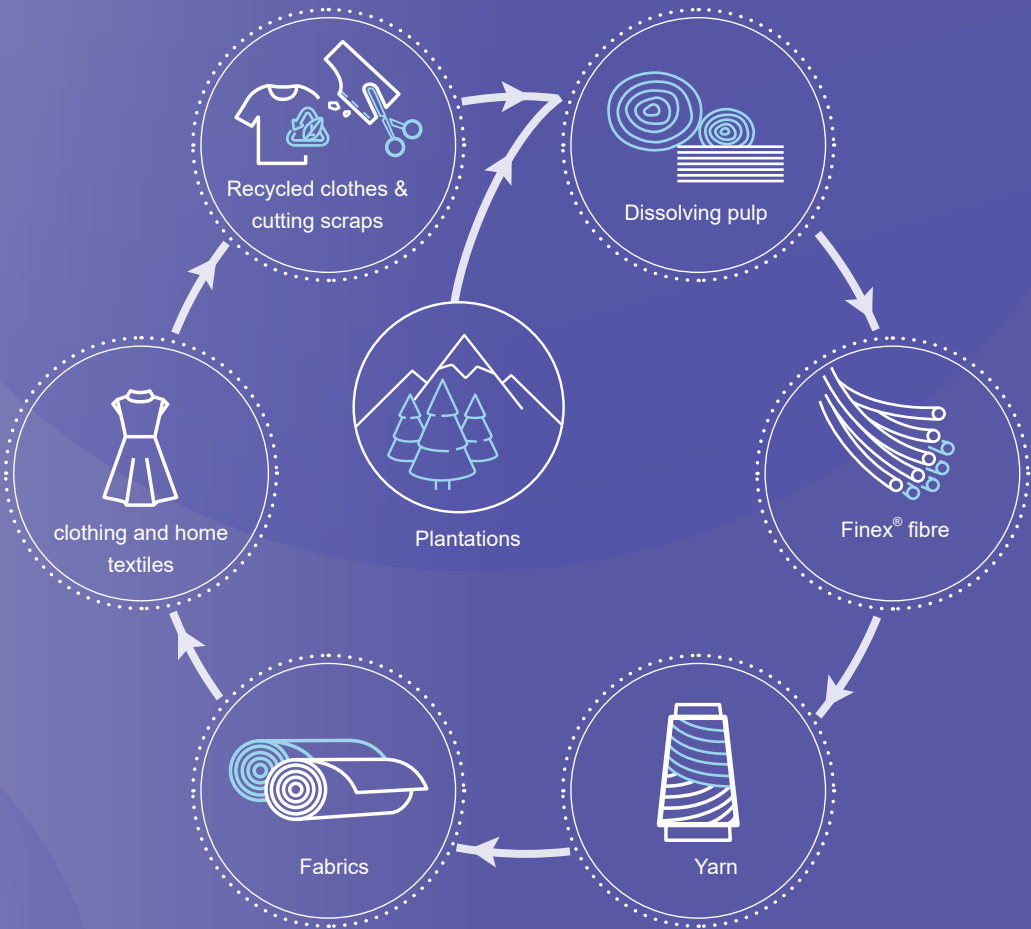 Recycled clothes &
cutting scraps
Dissolving pulp
clothing and home
textiles
Plantations
Finex® fibre
Fabrics
Yarn